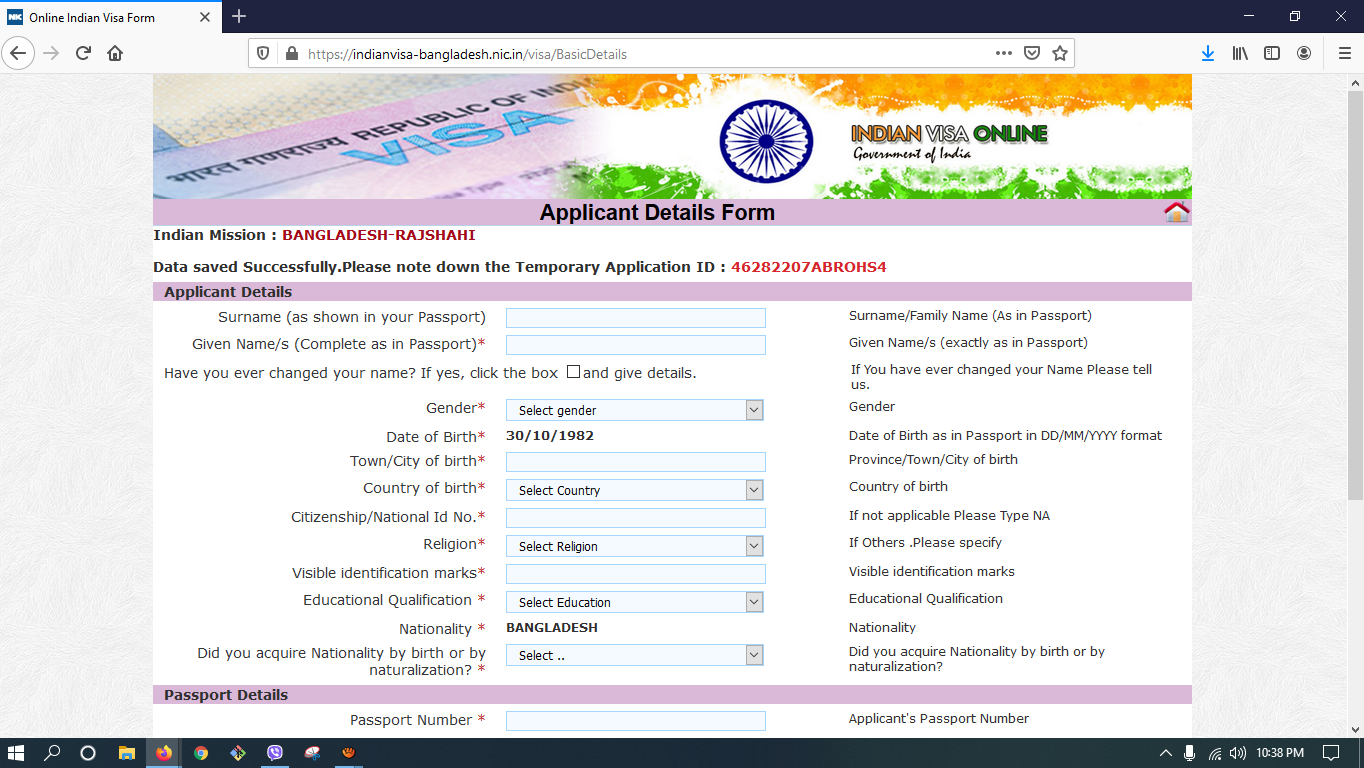 Online Indian Visa Form
https://indianvisa-bangladesh.nic.in/visa/BasicDetails
भारत गणराज्य REPUBLIC OF INDI
VISA
INDIAN VISA ONLINE
Government of India
Applicant Details Form
Indian Mission : BANGLADESH-RAJSHAHI
Data saved Successfully.Please note down the Temporary Application ID : 46282207ABROHS4
Applicant Details
Surname (as shown in your Passport) Surname/Family Name (As in Passport)
Given Name/s (Complete as in Passport)* Given Name/s (exactly as in Passport)
Have you ever changed your name? If yes, click the box and give details. If You have ever changed your Name Please tell
us.
Gender* Select gender Gender
Date of Birth* 30/10/1982 Date of Birth as in Passport in DD/MM/YYYY format
Town/City of birth* Province/Town/City of birth
Country of birth* Select Country Country of birth
Citizenship/National Id No.* If not applicable Please Type NA
Religion* Select Religion If Others .Please specify
Visible identification marks* Visible identification marks
Educational Qualification * Select Education Educational Qualification
Nationality * BANGLADESH Nationality
Did you acquire Nationality by birth or by Select .. Did you acquire Nationality by birth or by
naturalization? * naturalization?
Passport Details
Passport Number * Applicant's Passport Number
10:38 PM